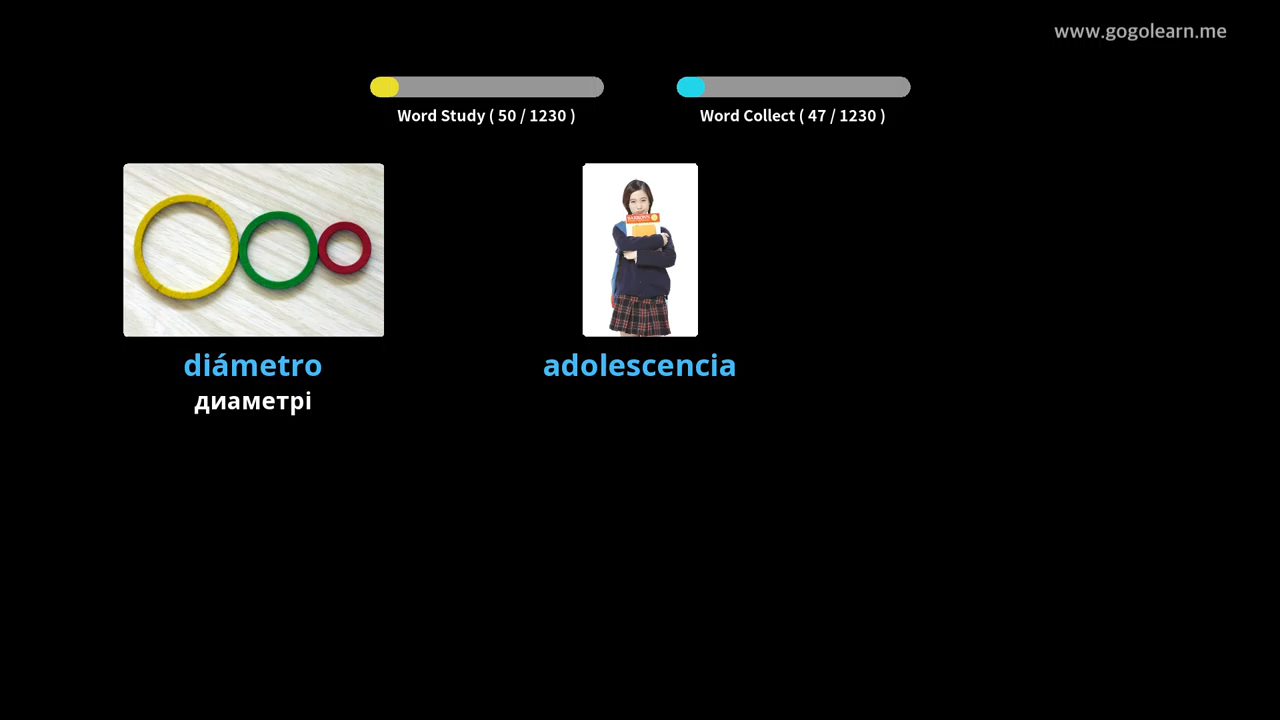 www.gogolearn.me
Word Study ( 50 / 1230 )
Word Collect ( 47 / 1230 )
diámetro
adolescencia
диаметрі